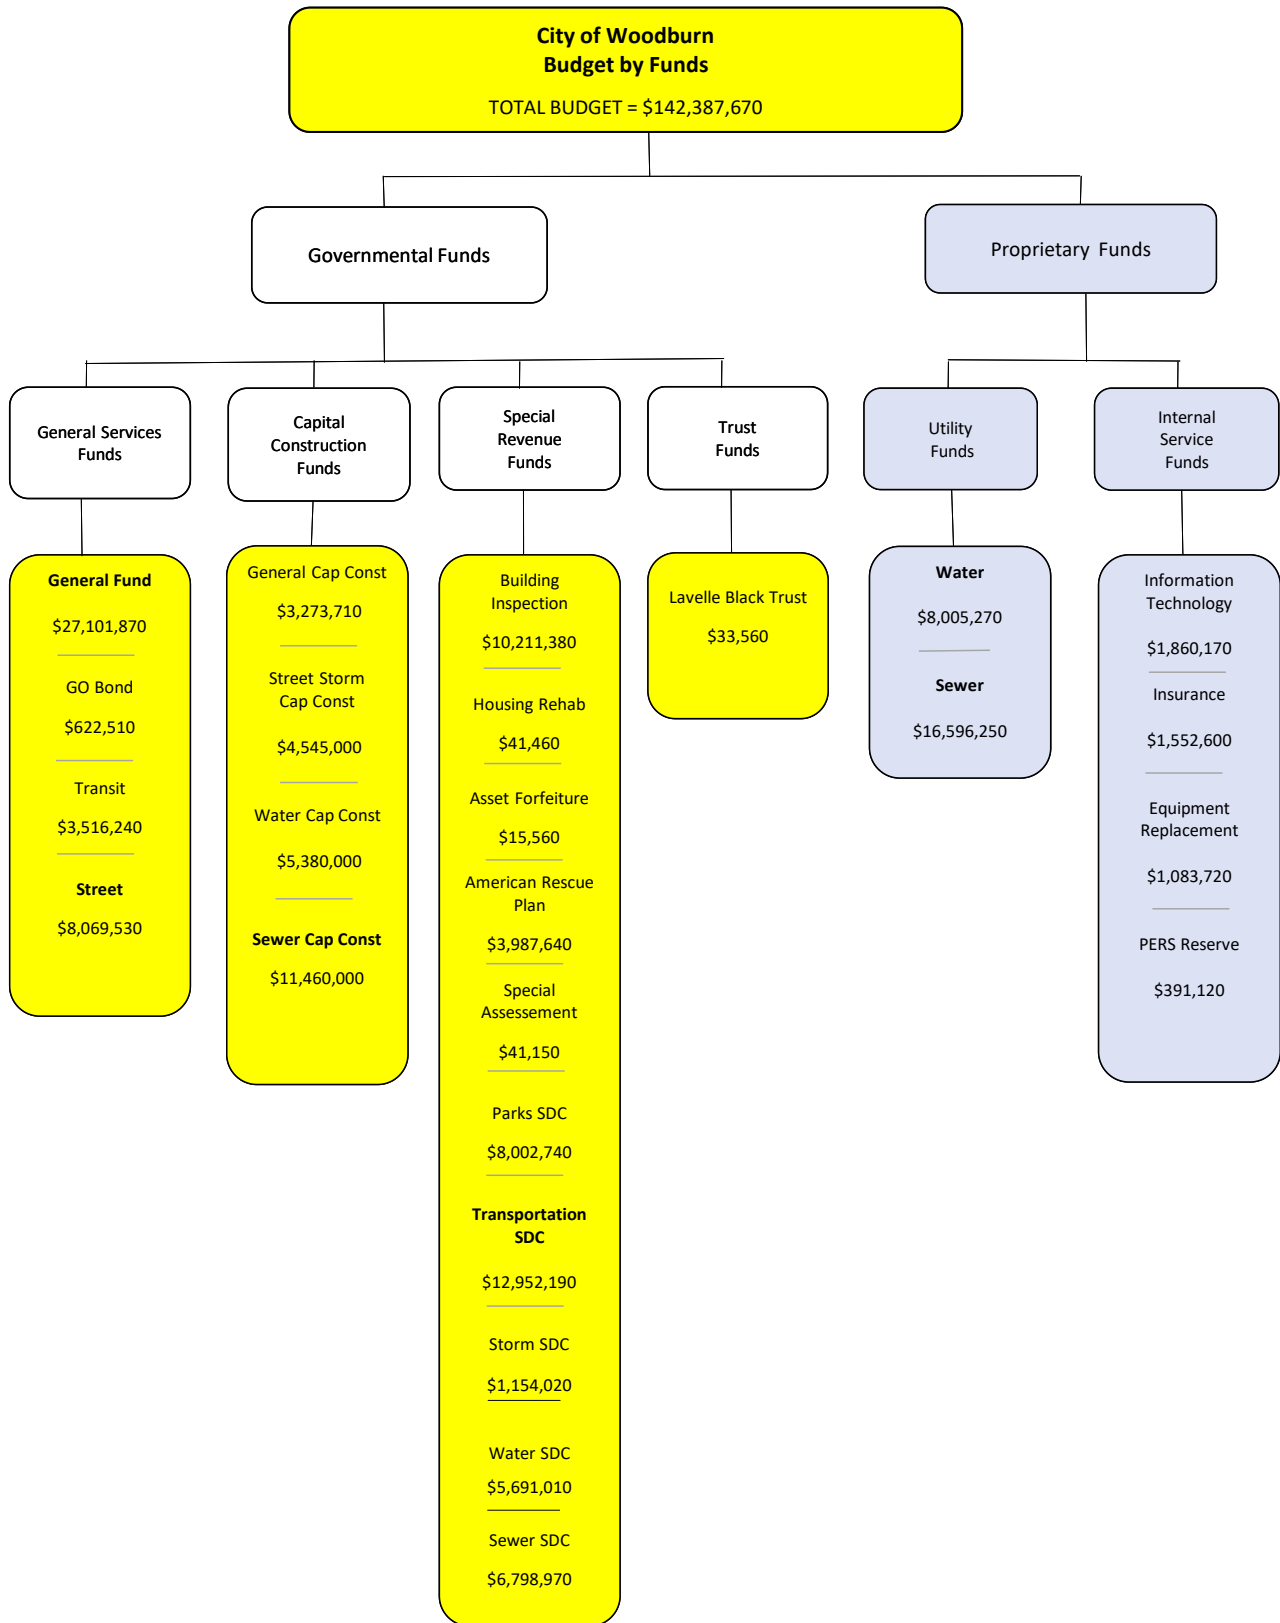 City of Woodburn
Budget by Funds
TOTAL BUDGET = $142,387,670
Governmental Funds
Proprietary Funds
General Services
Funds
Capital
Construction
Funds
Special
Revenue
Funds
Trust
Funds
Utility
Funds
Internal
Service
Funds
General Fund
$27,101,870
GO Bond
$622,510
Transit
$3,516,240
Street
$8,069,530
General Cap Const
$3,273,710
Street Storm
Cap Const
$4,545,000
Water Cap Const
$5,380,000
Sewer Cap Const
$11,460,000
Building
Inspection
$10,211,380
Housing Rehab
$41,460
Asset Forfeiture
$15,560
American Rescue
Plan
$3,987,640
Special
Assessement
$41,150
Parks SDC
$8,002,740
Transportation
SDC
$12,952,190
Storm SDC
$1,154,020
Water SDC
$5,691,010
Sewer SDC
$6,798,970
Lavelle Black Trust
$33,560
Water
$8,005,270
Sewer
$16,596,250
Information
Technology
$1,860,170
Insurance
$1,552,600
Equipment
Replacement
$1,083,720
PERS Reserve
$391,120